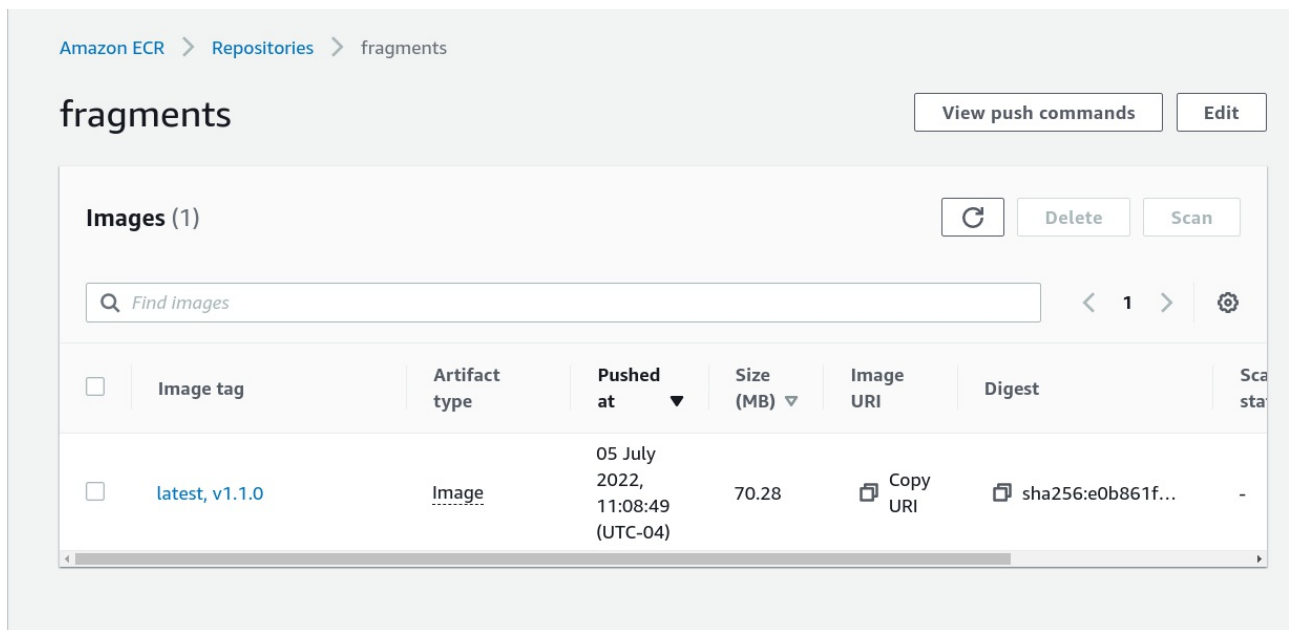 Amazon ECR > Repositories > fragments
fragments
View push commands
Edit
Images (1)
Delete
Scan
Find images
1
Image tag
Artifact
type
Pushed
at
Size
(MB)
Image
URI
Digest
latest, v1.1.0
Image
05 July
2022,
11:08:49
(UTC-04)
70.28
Copy
URI
sha256:e0b861f...
-